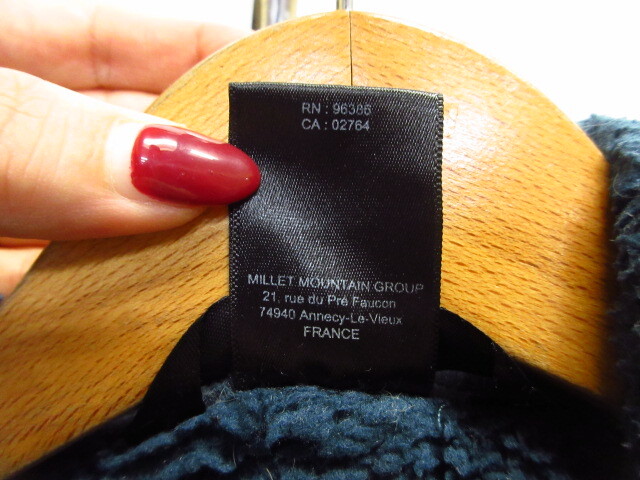 RN : 96386
CA : 02764
MILLET MOUNTAIN GROUP
21, rue du Pré Faucon
74940 Annecy-Le-Vieux
FRANCE